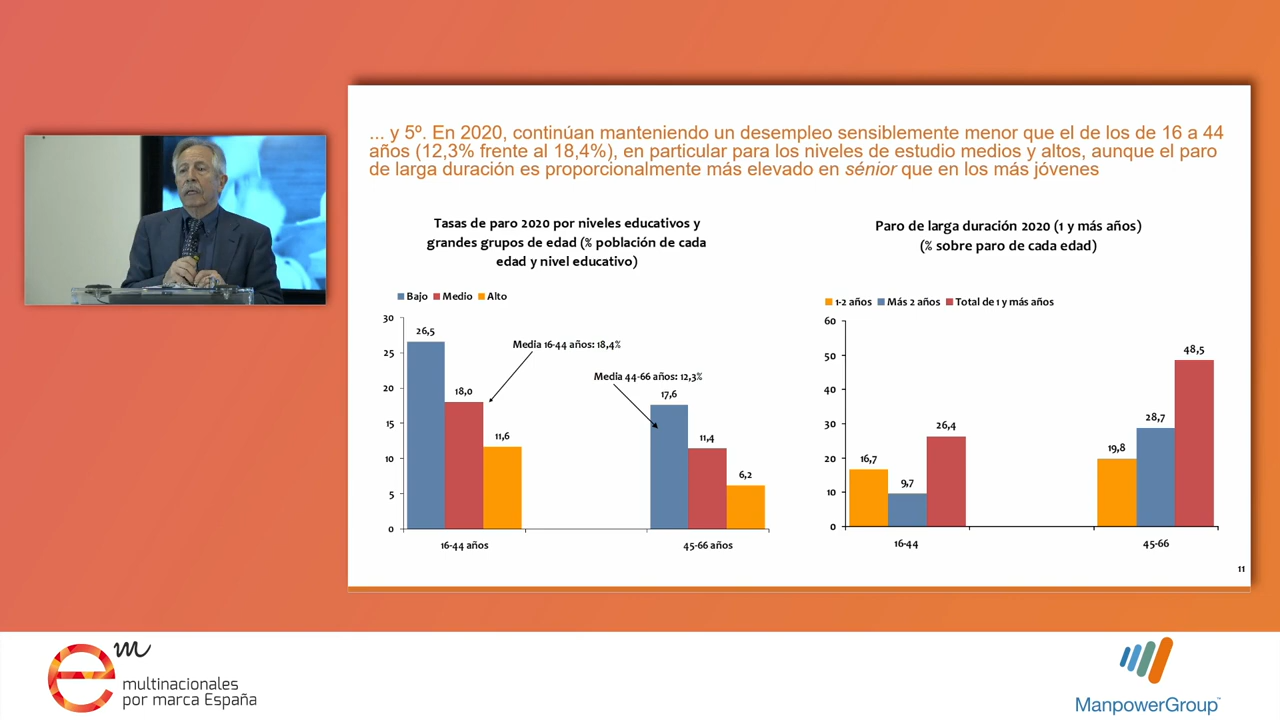 ... y 5º. En 2020, continúan manteniendo un desempleo sensiblemente menor que el de los de 16 a 44
años (12,3% frente al 18,4%), en particular para los niveles de estudio medios y altos, aunque el paro
de larga duración es proporcionalmente más elevado en sénior que en los más jóvenes
Tasas de paro 2020 por niveles educativos y
grandes grupos de edad (% población de cada
edad y nivel educativo)
Bajo Medio Alto
30
25
20
15
10
5
0
26,5
18,0
11,6
Media 16-44 años: 18,4%
Media 44-66 años: 12,3%
17,6
11,4
6,2
16-44 años
45-66 años
Paro de larga duración 2020 (1 y más años)
(% sobre paro de cada edad)
1-2 años Más 2 años Total de 1 y más años
60
50
40
30
20
10
0
16,7
9,7
26,4
19,8
28,7
48,5
16-44
45-66
11
em
multinacionales
por marca España
ManpowerGroup™